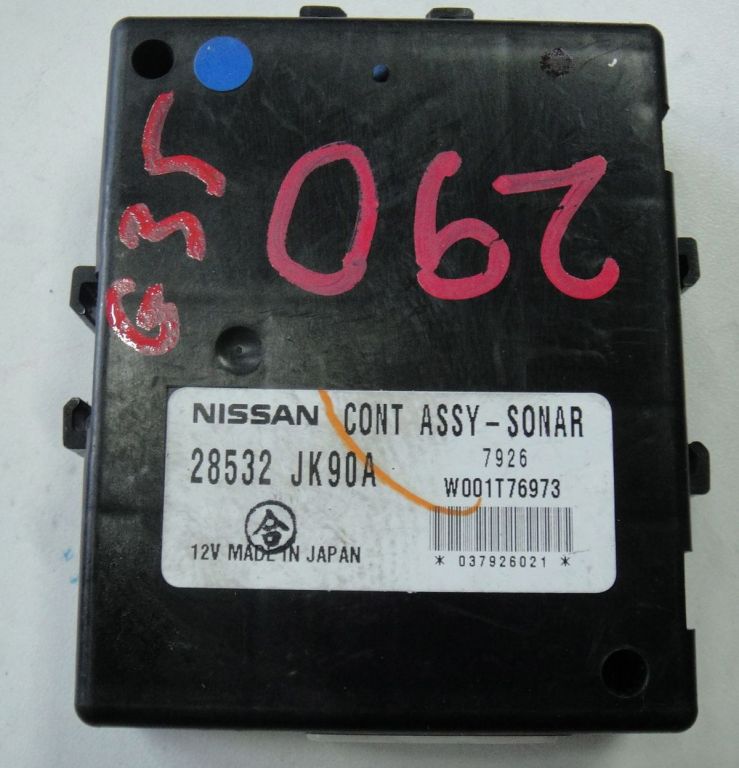 G35
290
NISSAN CONT ASSY-SONAR
28532 JK90A 7926
W001T76973
合
12V MADE IN JAPAN * 037926021 *